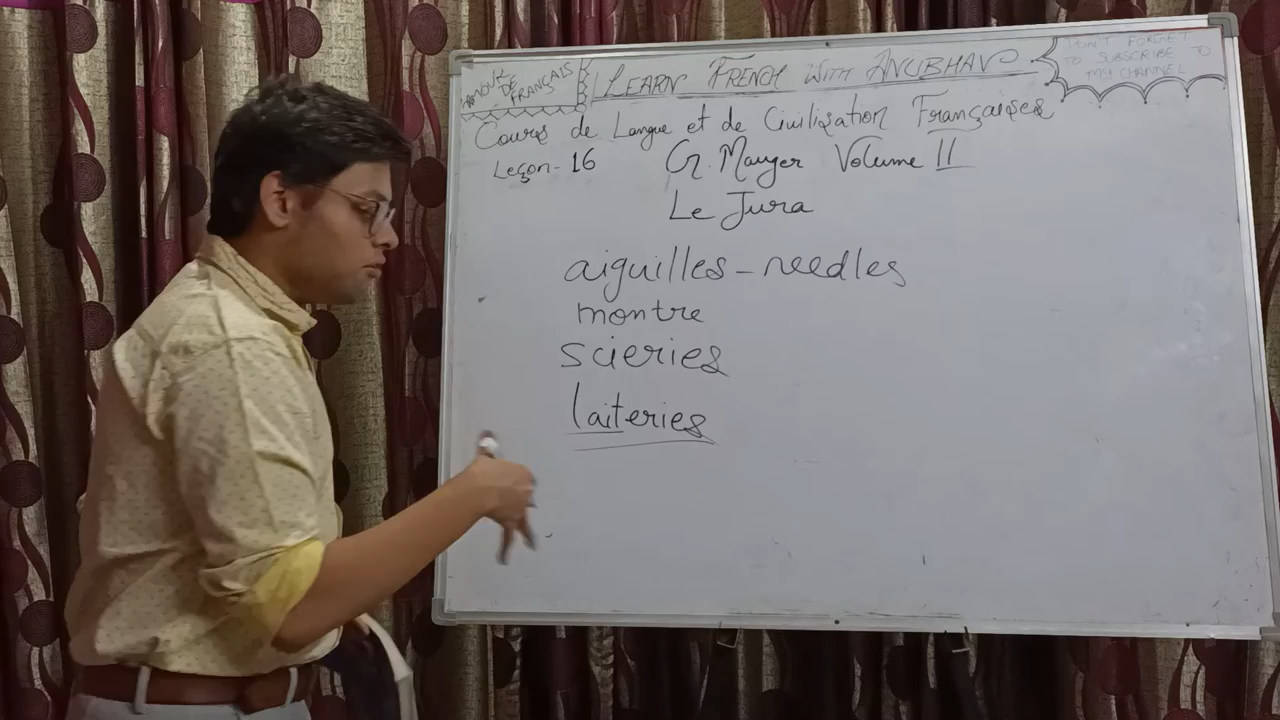 AMOUR DE FRANÇAIS
LEARN FRENCH WITH ANUBHAV
DON'T FORGET
TO SUBSCRIBE TO
MY CHANNEL
Cours de Langue et de Civilisation Françaises
Leçon-16
G. Mauger Volume II
Le Jura
aiguilles - needles
montre
scieries
laiteries